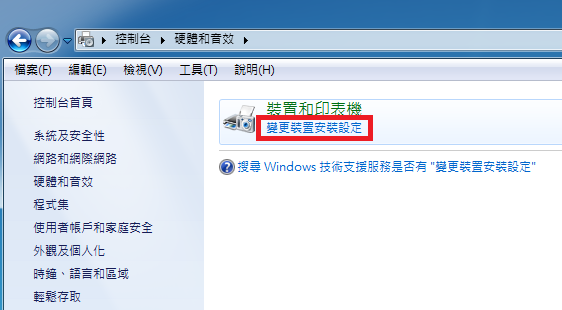 控制台 ▸ 硬體和音效 ▸
檔案(F) 編輯(E) 檢視(V) 工具(T) 說明(H)
控制台首頁
系統及安全性
網路和網際網路
硬體和音效
程式集
使用者帳戶和家庭安全
外觀及個人化
時鐘、語言和區域
輕鬆存取
裝置和印表機
變更裝置安裝設定
搜尋 Windows 技術支援服務是否有 "變更裝置安裝設定"